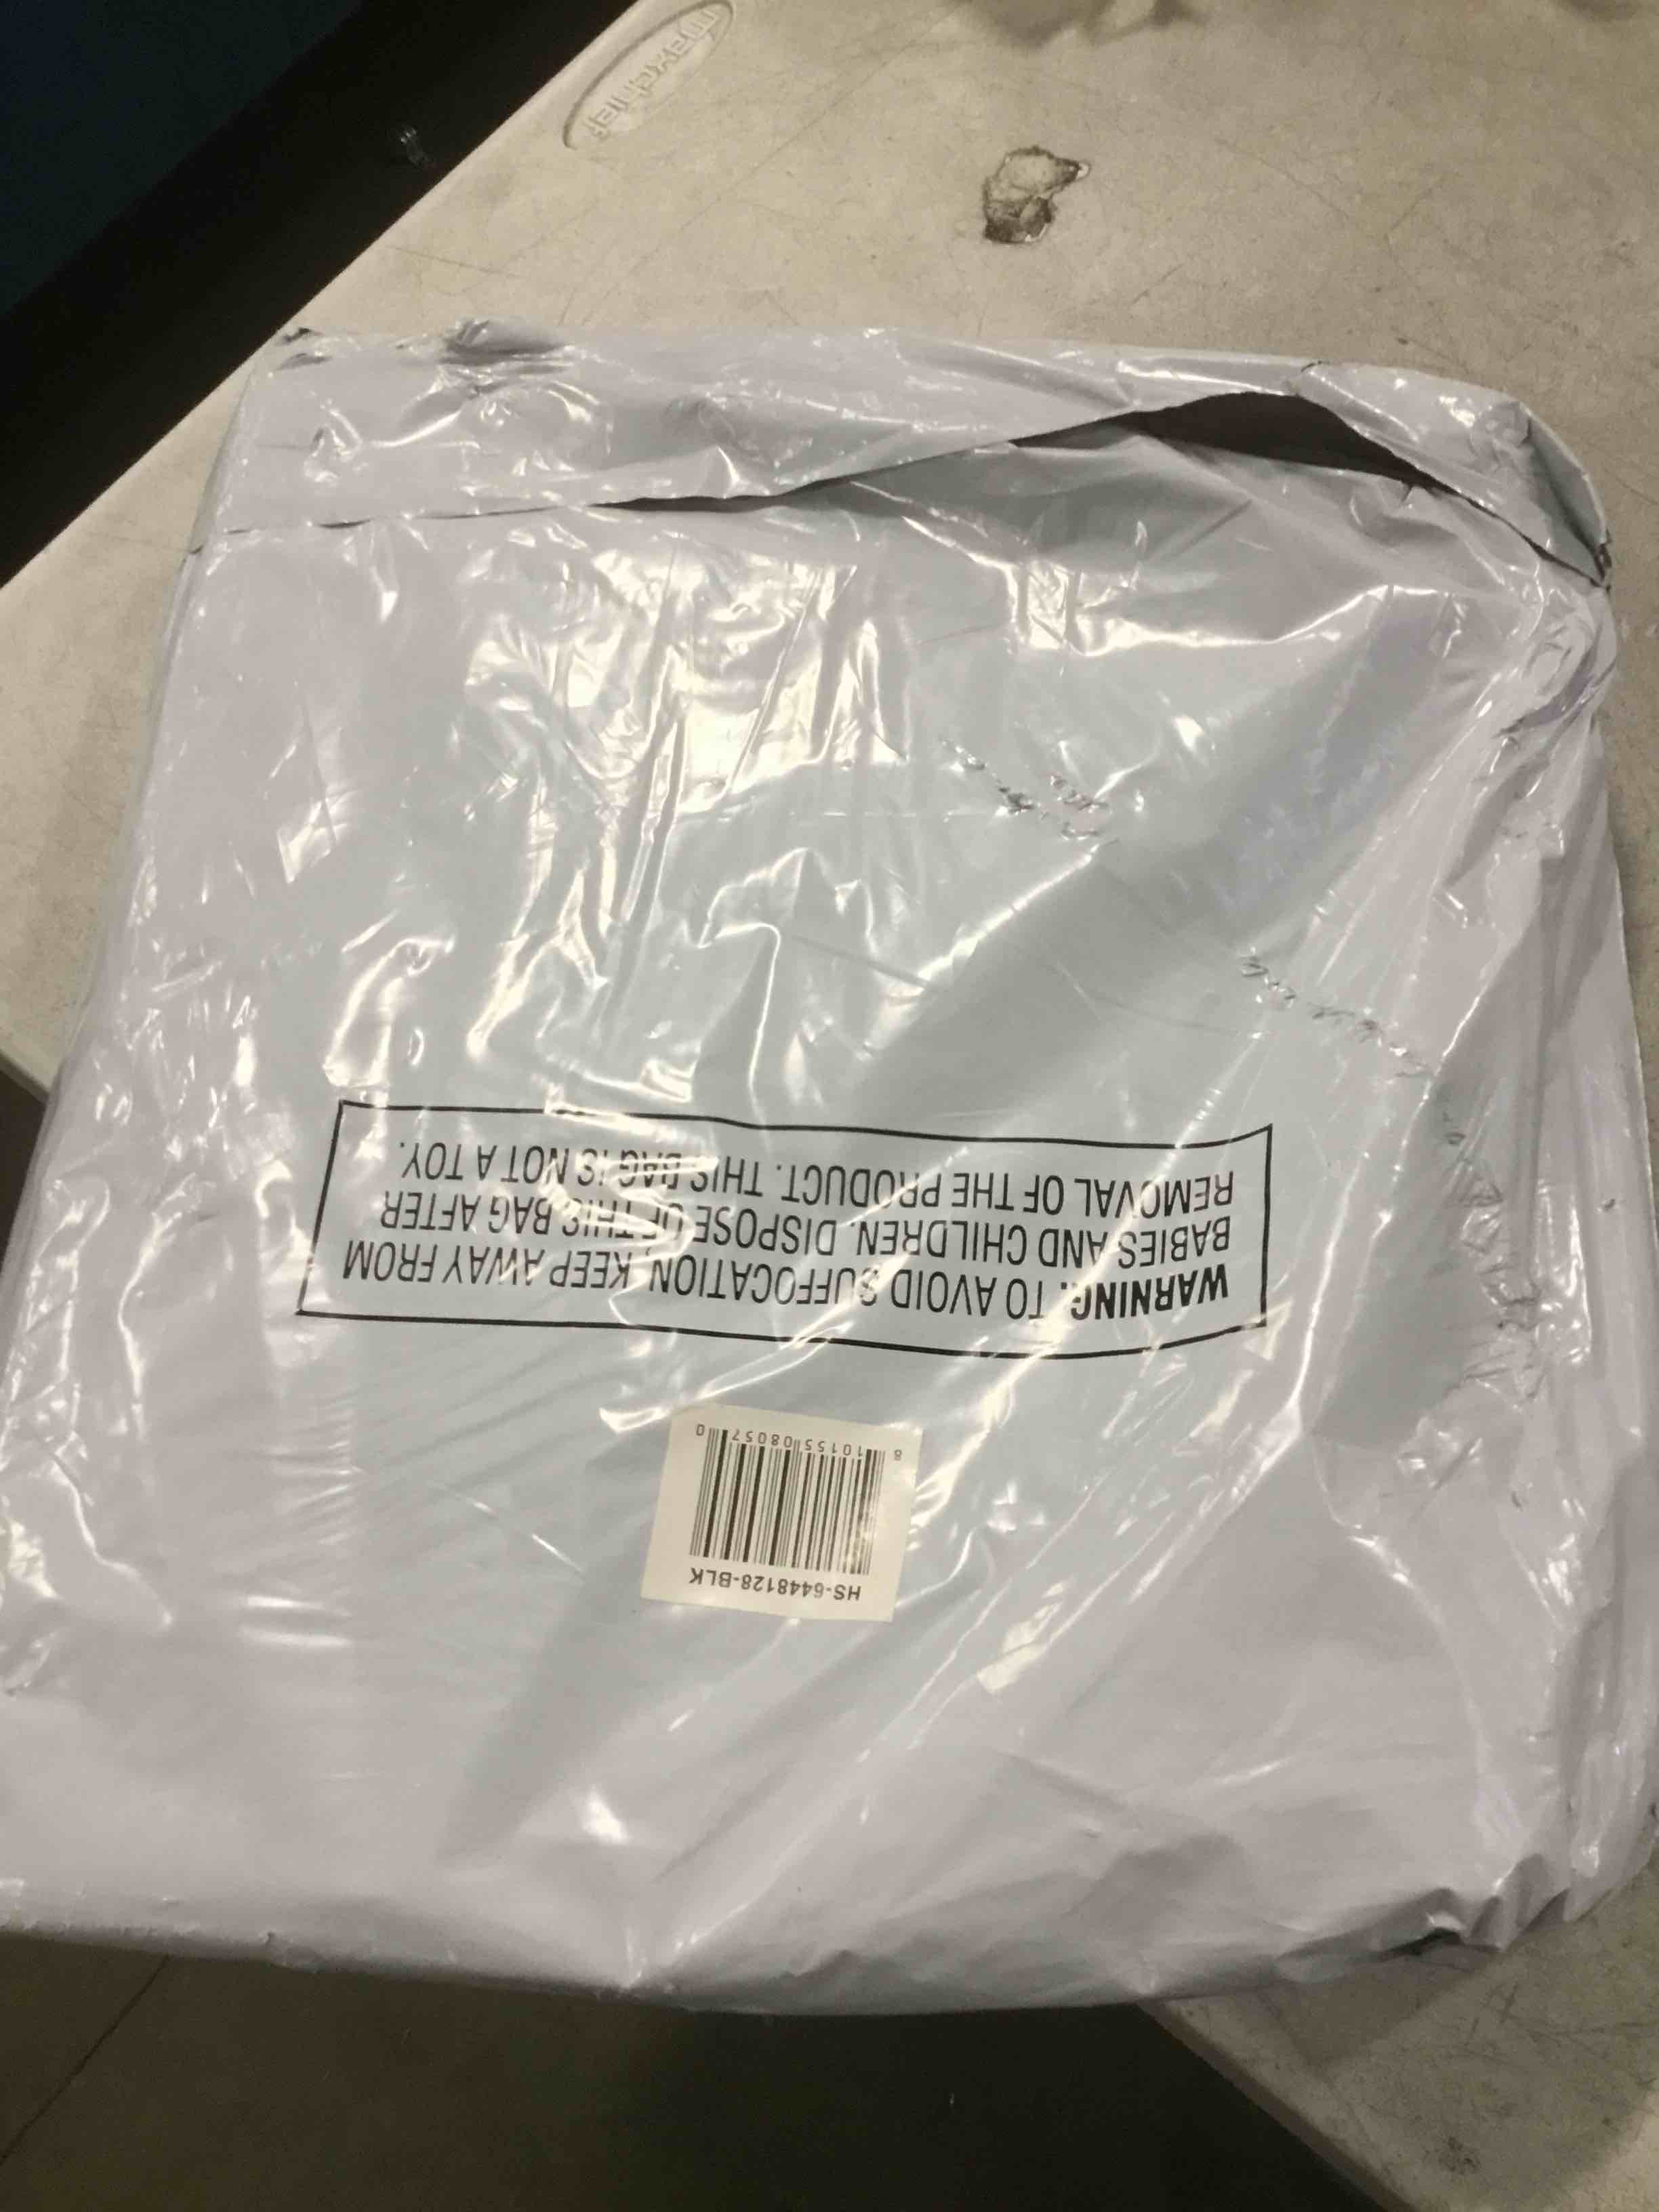 maxchief
WARNING: TO AVOID SUFFOCATION, KEEP AWAY FROM
BABIES AND CHILDREN. DISPOSE OF THIS BAG AFTER
REMOVAL OF THE PRODUCT. THIS BAG IS NOT A TOY.
HS-6448128-BLK
8 10155 08057 0